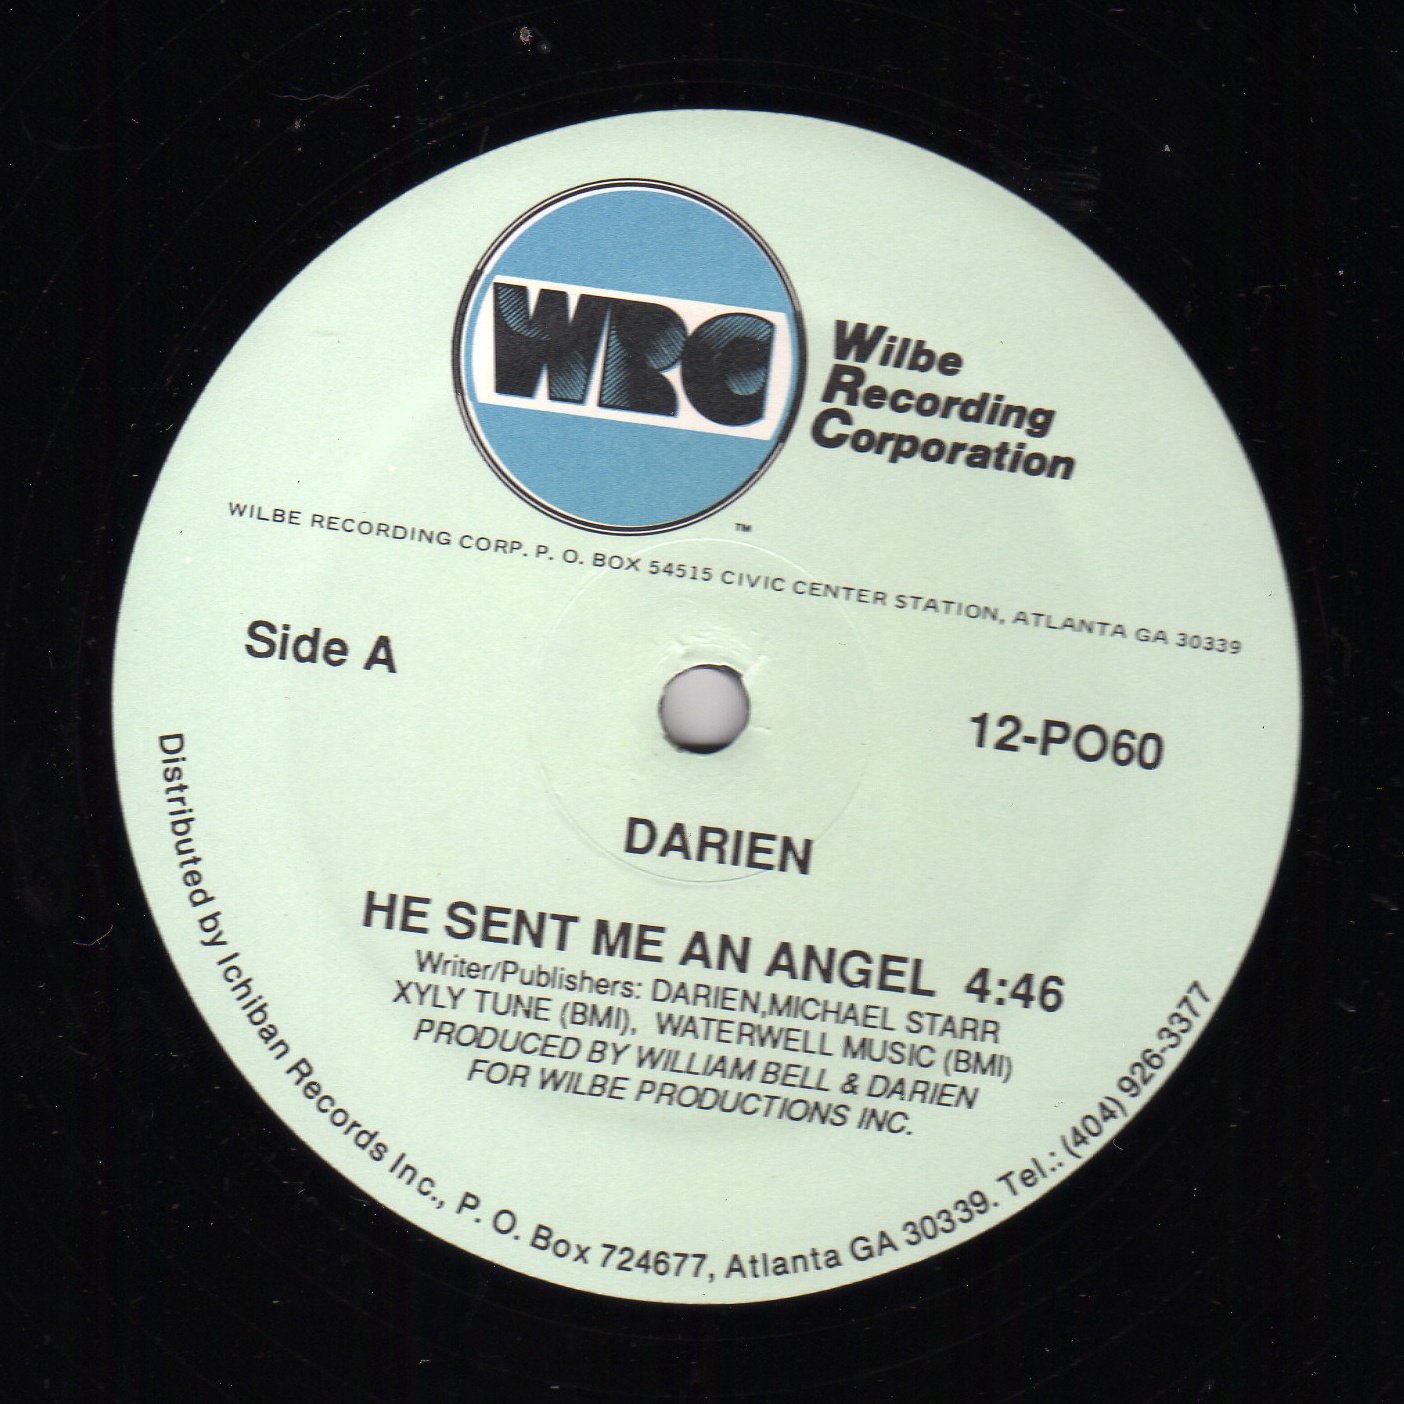 WRC
Wilbe
Recording
Corporation
TM
WILBE RECORDING CORP. P. O. BOX 54515 CIVIC CENTER STATION, ATLANTA GA 30339
Side A
12-PO60
DARIEN
HE SENT ME AN ANGEL 4:46
Writer/Publishers: DARIEN,MICHAEL STARR
XYLY TUNE (BMI), WATERWELL MUSIC (BMI)
PRODUCED BY WILLIAM BELL & DARIEN
FOR WILBE PRODUCTIONS INC.
Distributed by Ichiban Records Inc., P. O. Box 724677, Atlanta GA 30339. Tel.: (404) 926-3377